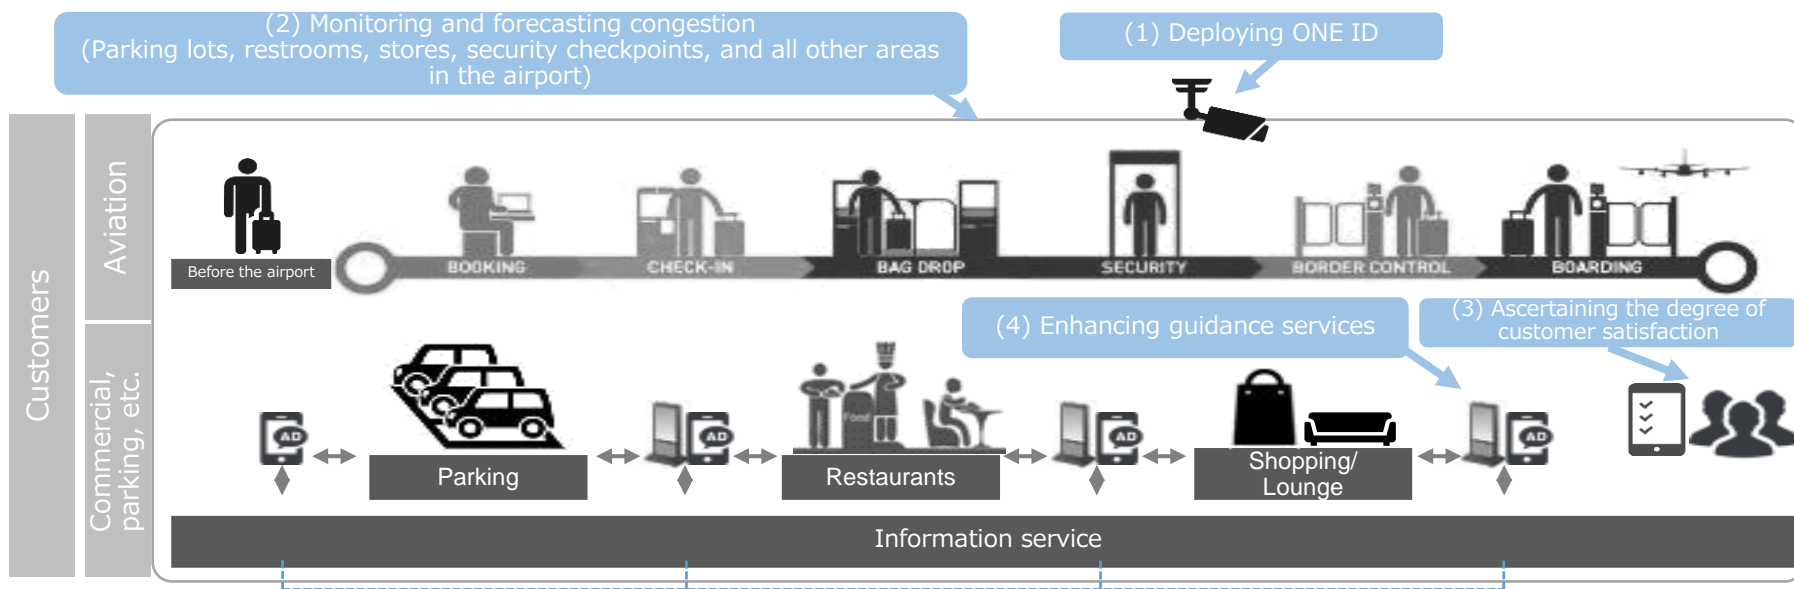 (2) Monitoring and forecasting congestion
(Parking lots, restrooms, stores, security checkpoints, and all other areas
in the airport)
(1) Deploying ONE ID
Customers
Aviation
Before the airport
BOOKING
CHECK-IN
BAG DROP
SECURITY
BORDER CONTROL
BOARDING
(4) Enhancing guidance services
(3) Ascertaining the degree of
customer satisfaction
Commercial,
parking, etc.
AD
Parking
AD
Food
Restaurants
AD
Shopping/
Lounge
AD
Information service